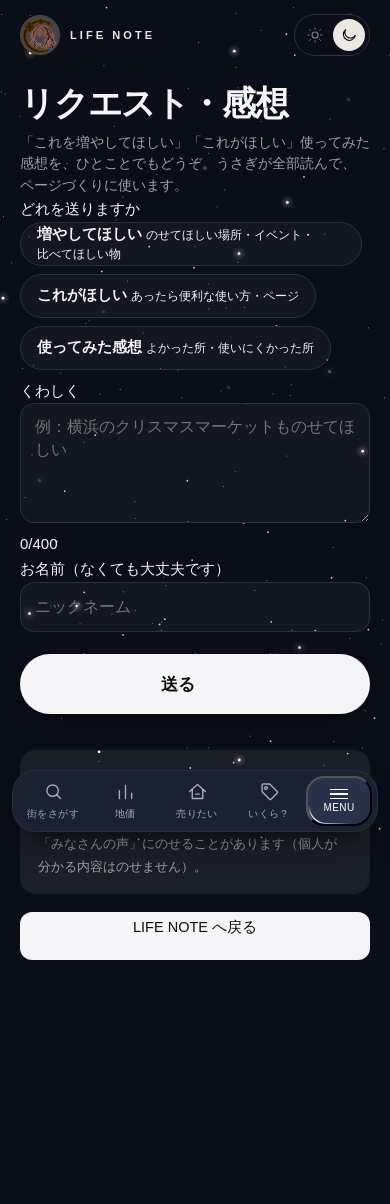 LIFE NOTE
リクエスト・感想
「これを増やしてほしい」「これがほしい」使ってみた
感想を、ひとことでもどうぞ。うさぎが全部読んで、
ページづくりに使います。
どれを送りますか
増やしてほしい のせてほしい場所・イベント・
比べてほしい物
これがほしい あったら便利な使い方・ページ
使ってみた感想 よかった所・使いにくかった所
くわしく
例：横浜のクリスマスマーケットものせてほ
しい
0/400
お名前（なくても大丈夫です）
ニックネーム
送る
街をさがす
地価
売りたい
いくら？
MENU
「みなさんの声」にのせることがあります（個人が
分かる内容はのせません）。
LIFE NOTE へ戻る